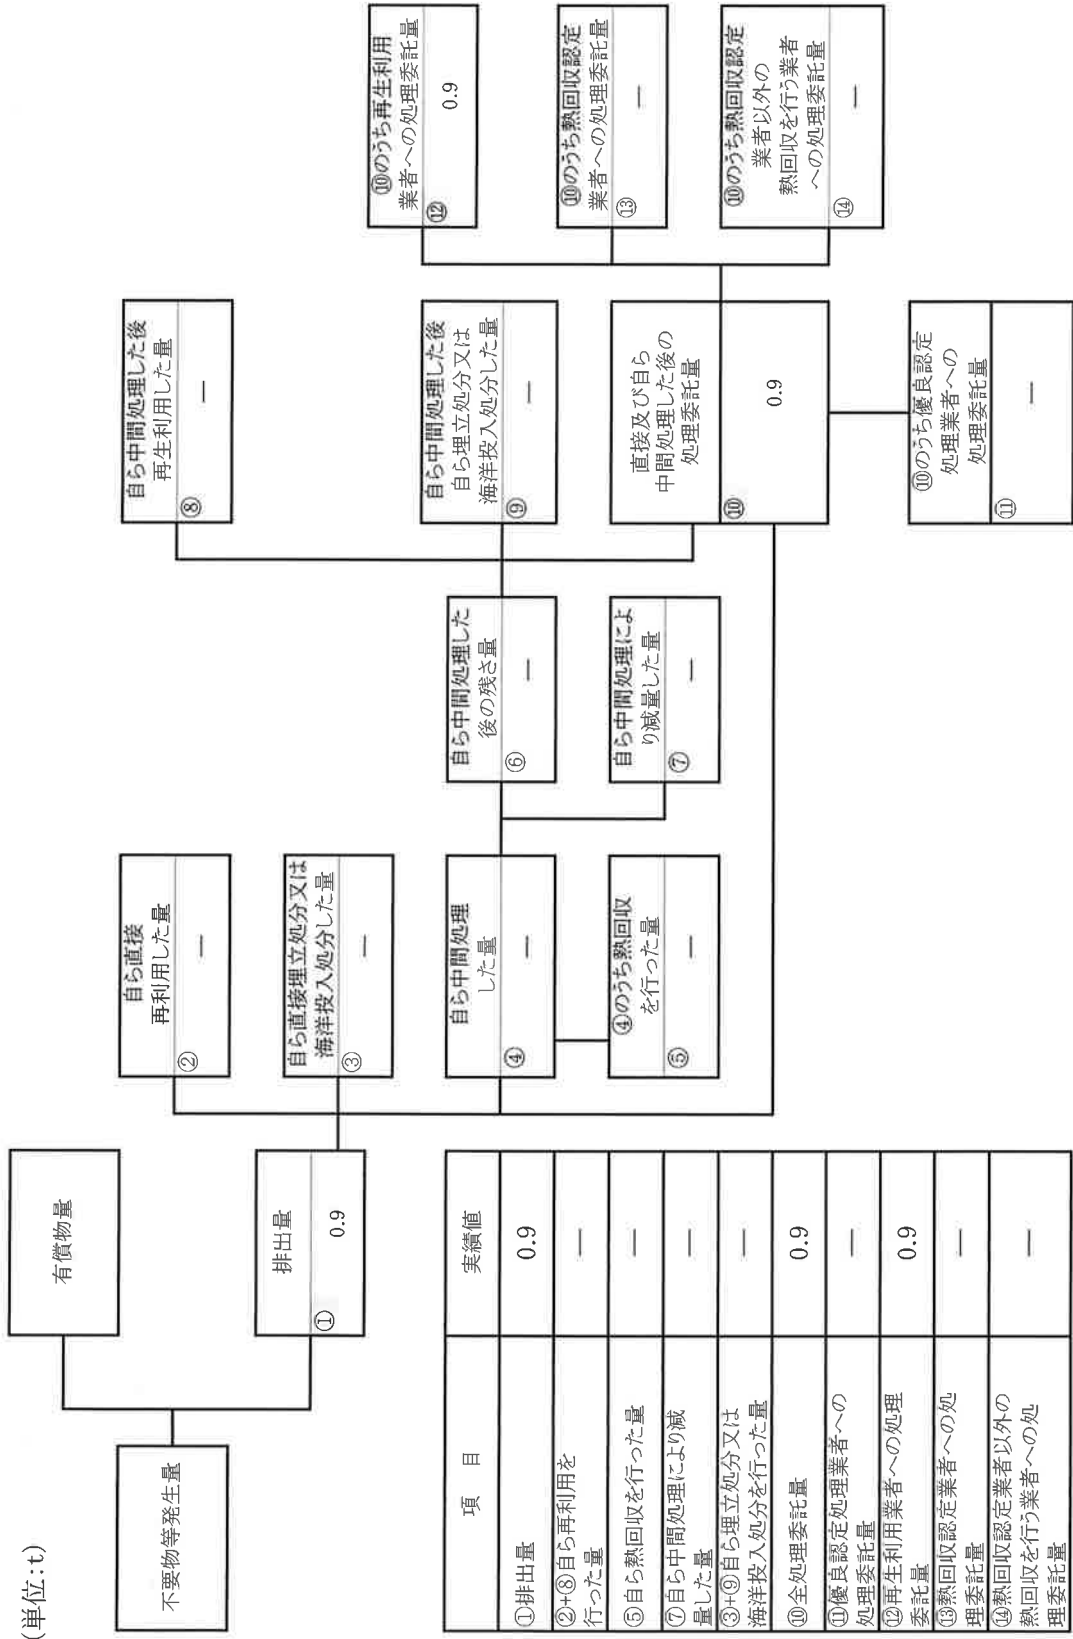 (単位:t)
不要物等発生量
有償物量
排出量
①
0.9
自ら直接
再利用した量
②
―
自ら直接埋立処分又は
海洋投入処分した量
③
―
自ら中間処理
した量
④
―
④のうち熱回収
を行った量
⑤
―
自ら中間処理した
後の残さ量
⑥
―
自ら中間処理によ
り減量した量
⑦
―
自ら中間処理した後
再生利用した量
⑧
―
自ら中間処理した後
自ら埋立処分又は
海洋投入処分した量
⑨
―
直接及び自ら
中間処理した後の
処理委託量
⑩
0.9
⑩のうち優良認定
処理業者への
処理委託量
⑪
―
⑩のうち再生利用
業者への処理委託量
⑫
0.9
⑩のうち熱回収認定
業者への処理委託量
⑬
―
⑩のうち熱回収認定
業者以外の
熱回収を行う業者
への処理委託量
⑭
―
項 目 実績値
①排出量 0.9
②+⑧自ら再利用を
行った量 ―
⑤自ら熱回収を行った量 ―
⑦自ら中間処理により減
量した量 ―
③+⑨自ら埋立処分又は
海洋投入処分を行った量 ―
⑩全処理委託量 0.9
⑪優良認定処理業者への
処理委託量 ―
⑫再生利用業者への処理
委託量 0.9
⑬熱回収認定業者への処
理委託量 ―
⑭熱回収認定業者以外の
熱回収を行う業者への処
理委託量 ―